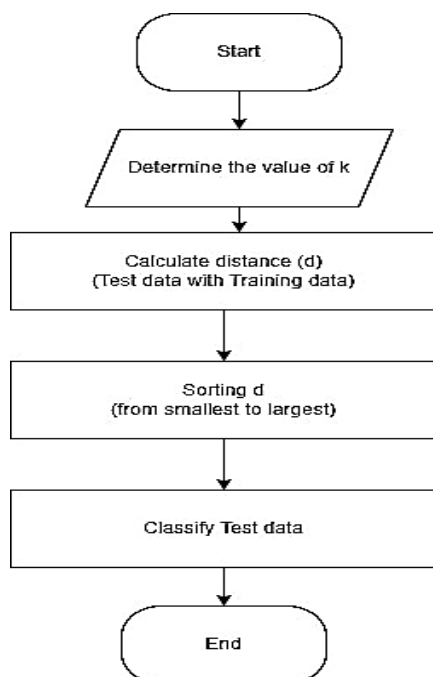 Start
Determine the value of k
Calculate distance (d)
(Test data with Training data)
Sorting d
(from smallest to largest)
Classify Test data
End